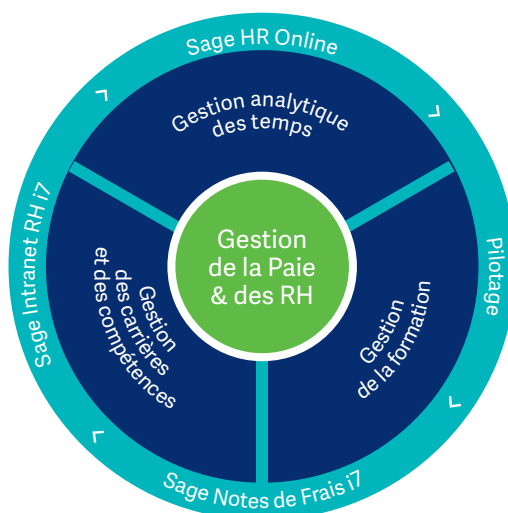 Sage HR Online
Gestion analytique
des temps
Sage Intranet RH i7
Gestion
de la Paie
& des RH
Pilotage
Gestion
des carrières
et des compétences
Gestion
de la formation
Sage Notes de Frais i7